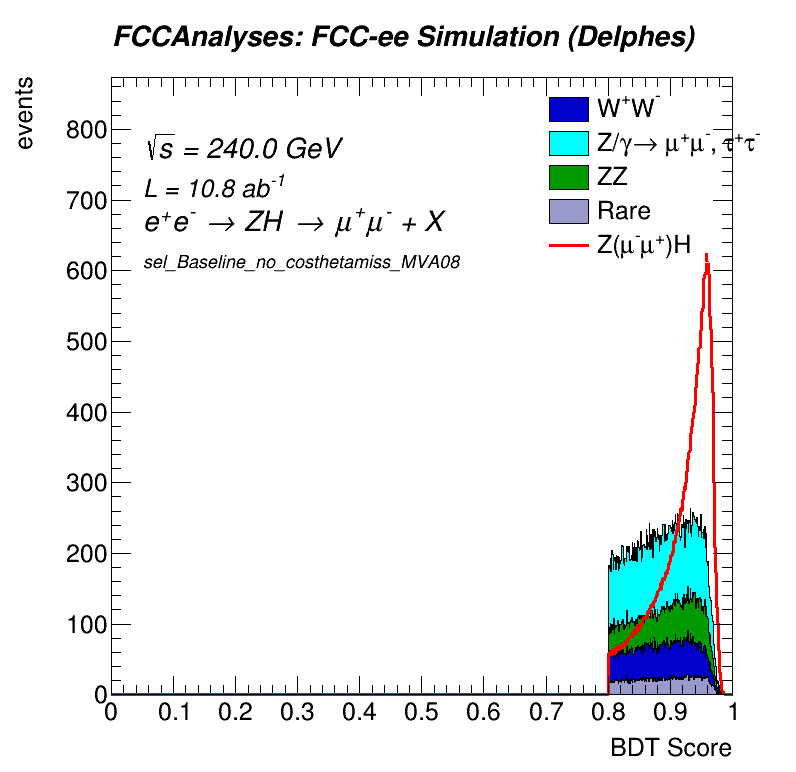 FCCAnalyses: FCC-ee Simulation (Delphes)
events
√s = 240.0 GeV
L = 10.8 ab⁻¹
e⁺e⁻ → ZH → μ⁺μ⁻ + X
sel_Baseline_no_costhetamiss_MVA08
W⁺W⁻
Z/γ→ μ⁺μ⁻, τ⁺τ⁻
ZZ
Rare
Z(μ⁻μ⁺)H
800
700
600
500
400
300
200
100
0
0 0.1 0.2 0.3 0.4 0.5 0.6 0.7 0.8 0.9 1
BDT Score